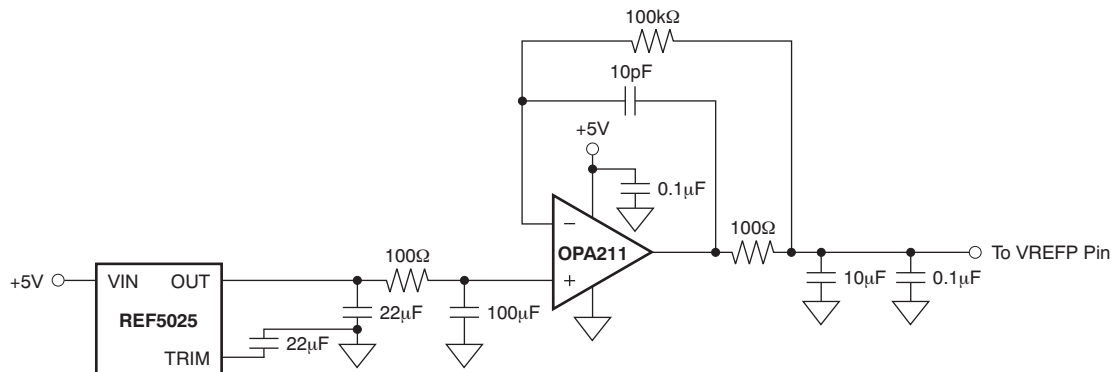 100kΩ
10pF
+5V
0.1μF
100Ω
OPA211
−
+
To VREFP Pin
10μF
0.1μF
100Ω
+5V
VIN
OUT
REF5025
TRIM
22μF
22μF
100μF